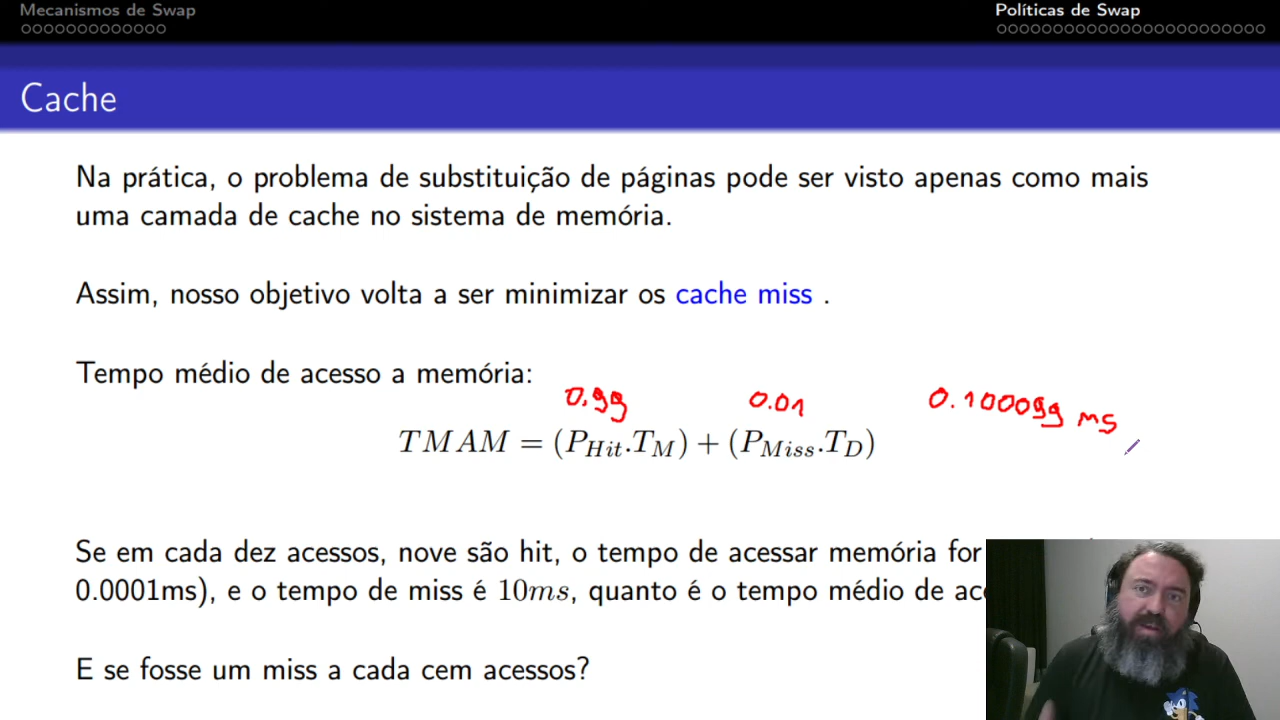 Mecanismos de Swap
Políticas de Swap
Cache
Na prática, o problema de substituição de páginas pode ser visto apenas como mais
uma camada de cache no sistema de memória.
Assim, nosso objetivo volta a ser minimizar os cache miss .
Tempo médio de acesso a memória:
0.99 0.01 0.100099 ms
TMAM = (P_Hit.T_M) + (P_Miss.T_D)
Se em cada dez acessos, nove são hit, o tempo de acessar memória for
0.0001ms), e o tempo de miss é 10ms, quanto é o tempo médio de
E se fosse um miss a cada cem acessos?